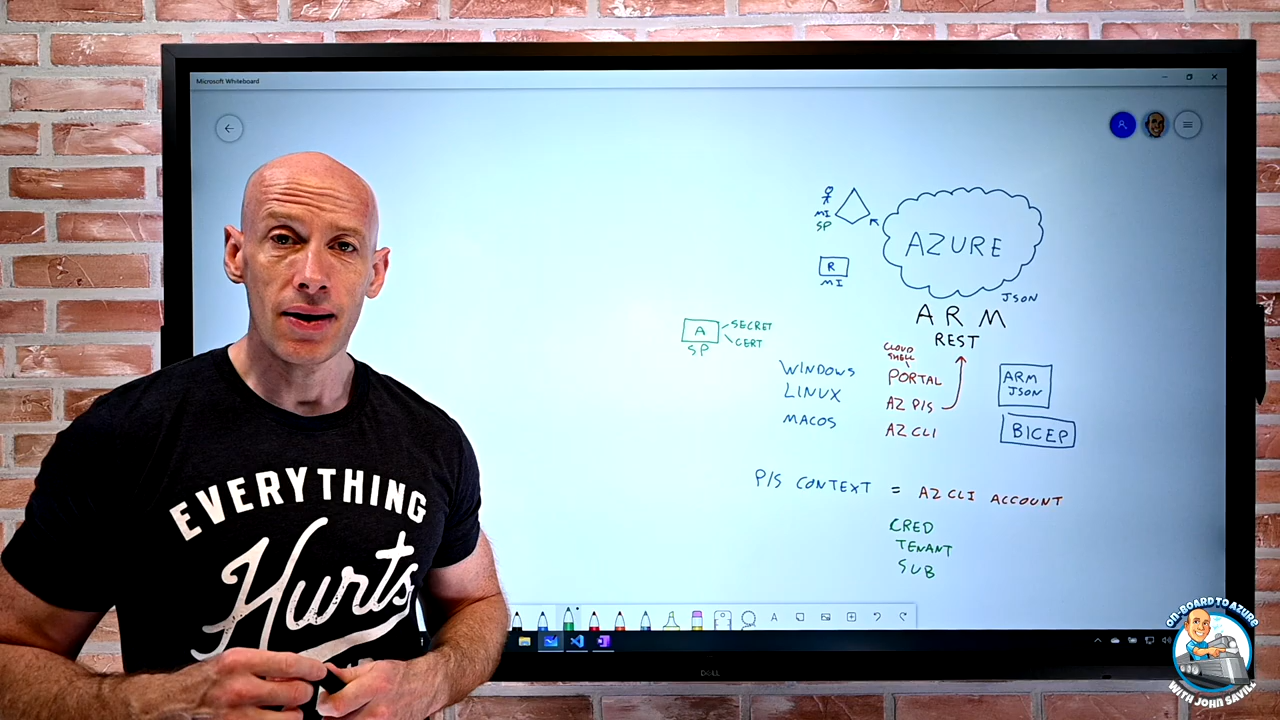 Microsoft Whiteboard
MI
SP
AZURE
R
MI
JSON
ARM
REST
A
SECRET
CERT
SP
CLOUD
SHELL
WINDOWS
PORTAL
LINUX
AZ P/S
MACOS
AZ CLI
ARM
JSON
BICEP
P/S CONTEXT = AZ CLI ACCOUNT
CRED
TENANT
SUB
EVERYTHING
Hurts
A
DELL
ON-BOARD TO AZURE
WITH JOHN SAVILL